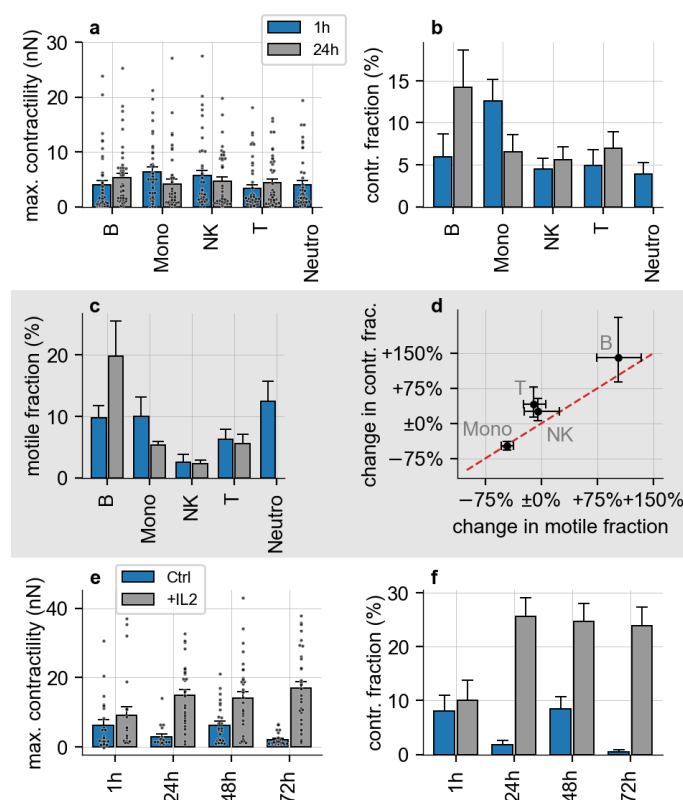 a
1h
24h
max. contractility (nN)
30
20
10
0
B
Mono
NK
T
Neutro
b
contr. fraction (%)
15
10
5
0
B
Mono
NK
T
Neutro
c
motile fraction (%)
20
10
0
B
Mono
NK
T
Neutro
d
change in contr. frac.
+150%
+75%
±0%
−75%
B
T
Mono
NK
−75%
±0%
+75%
+150%
change in motile fraction
e
Ctrl
+IL2
max. contractility (nN)
40
20
0
1h
24h
48h
72h
f
contr. fraction (%)
30
20
10
0
1h
24h
48h
72h